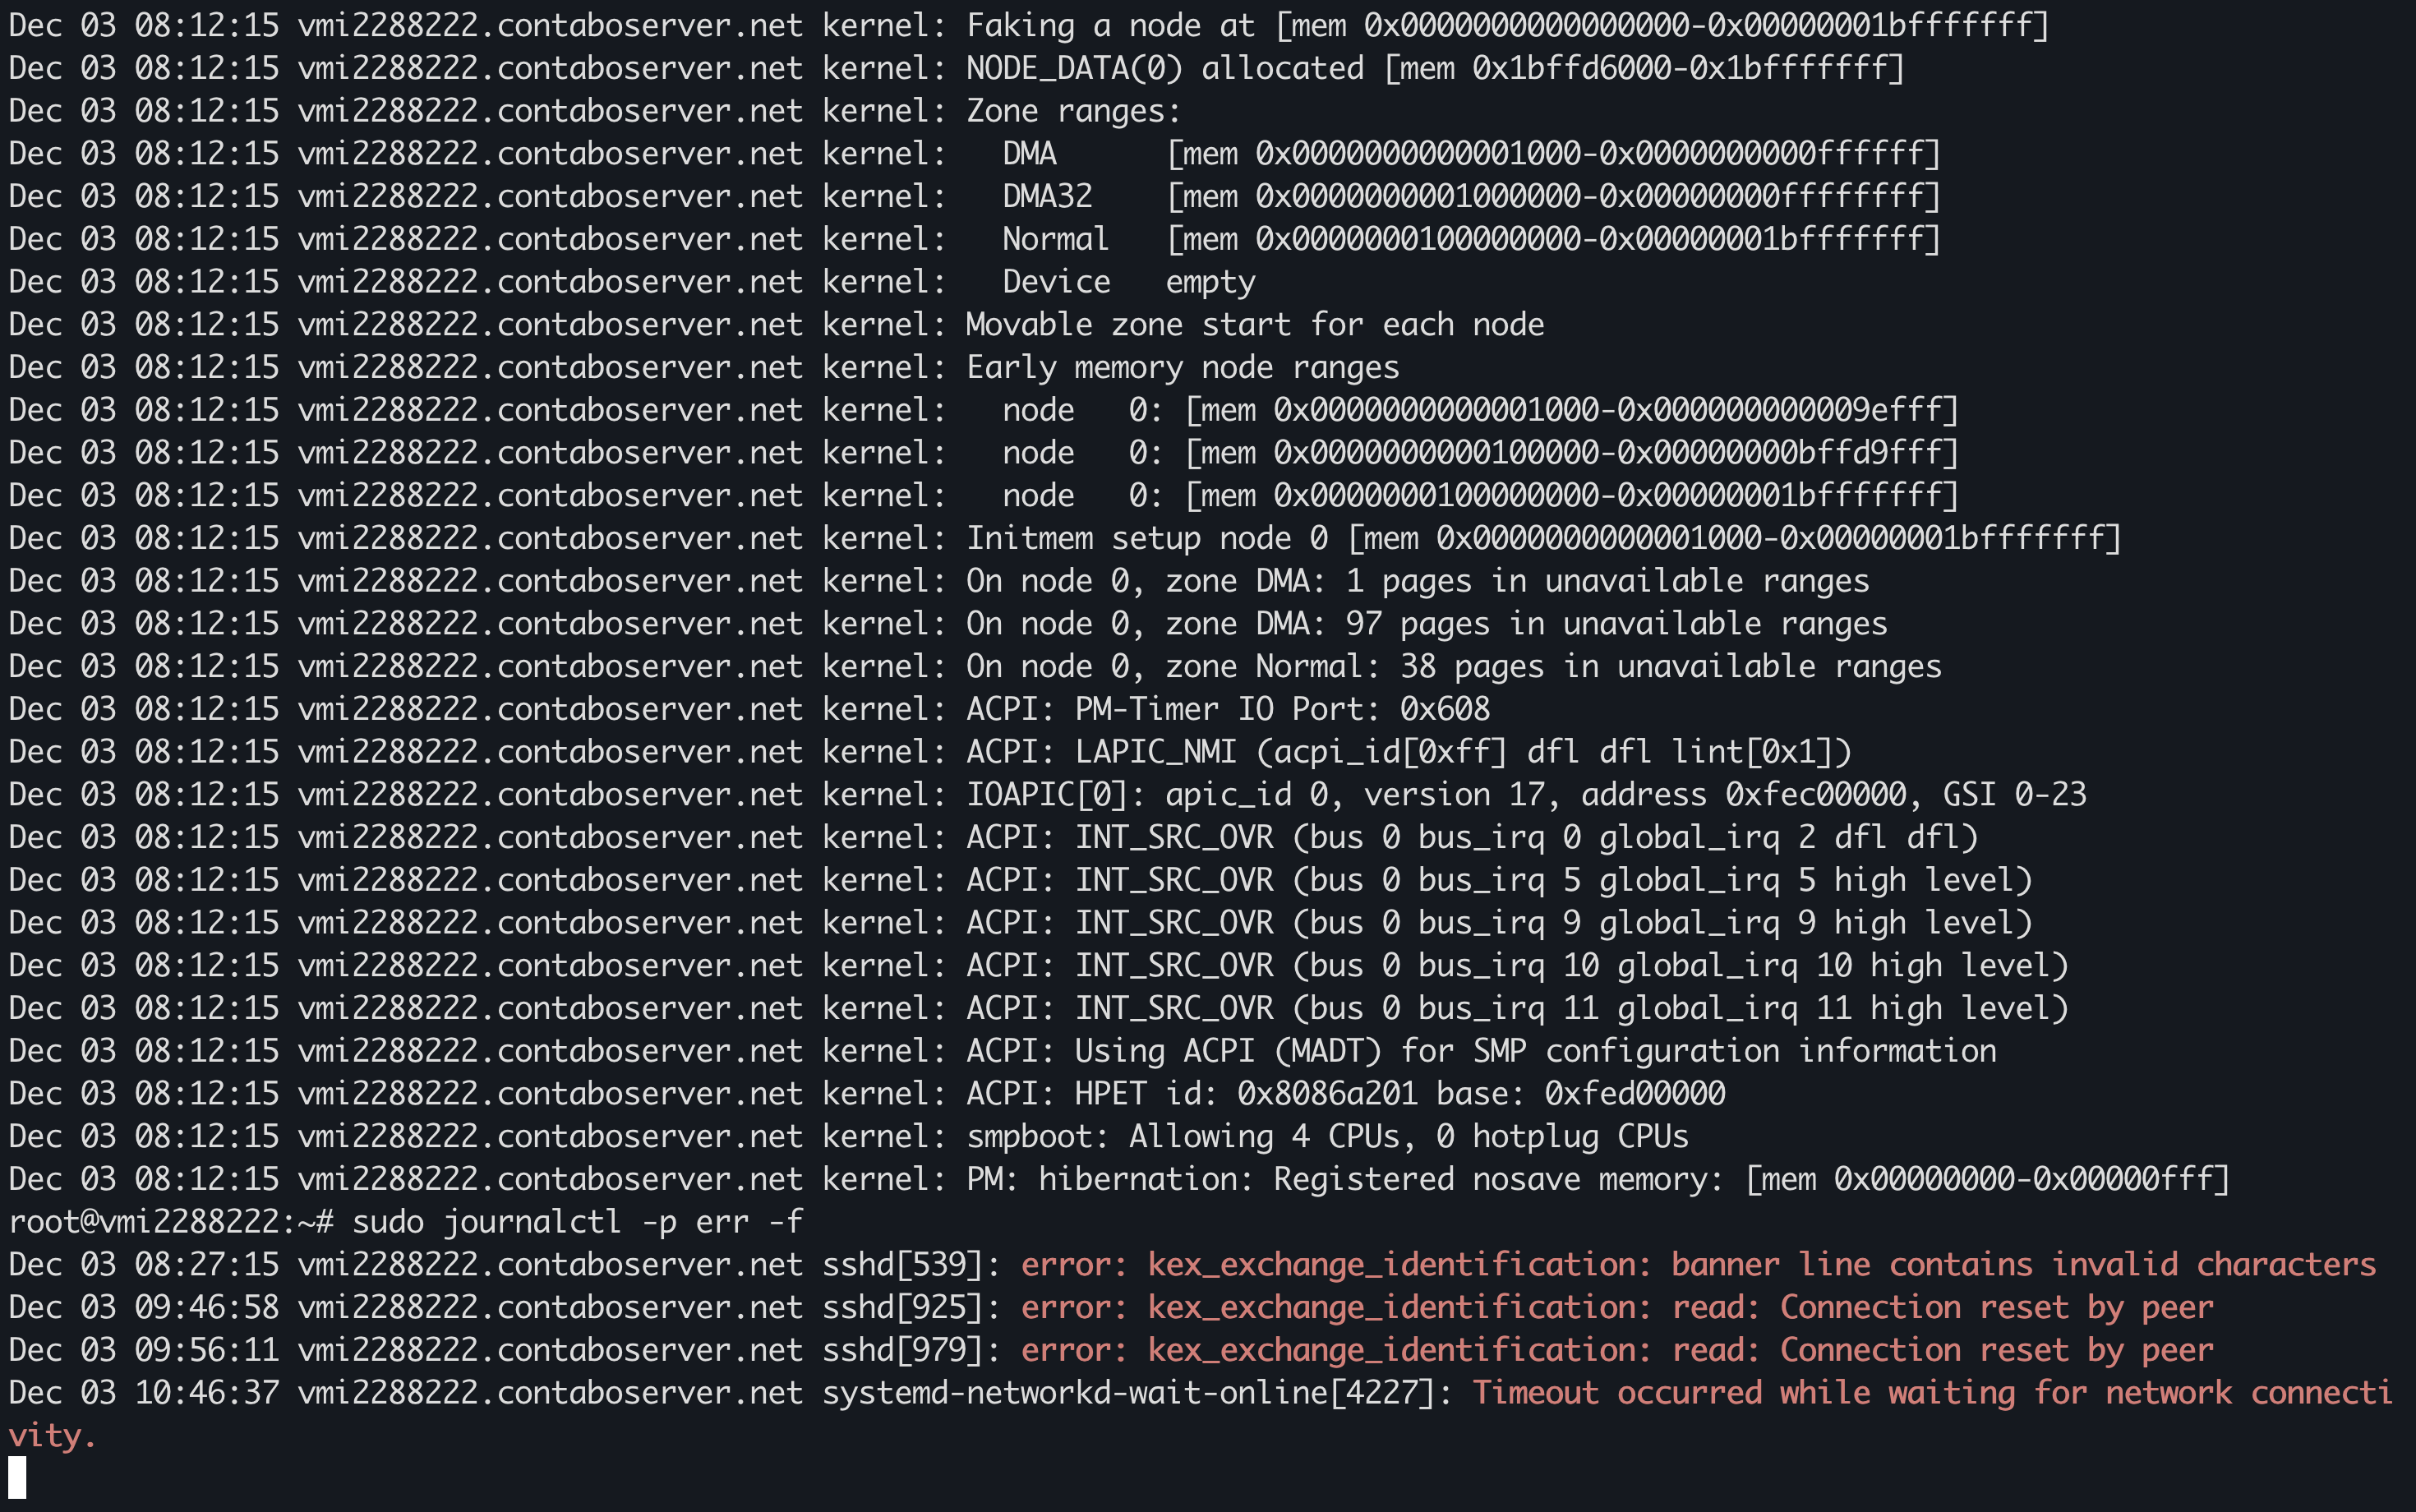 Dec 03 08:12:15 vmi2288222.contaboserver.net kernel: Faking a node at [mem 0x0000000000000000-0x00000001bfffffff]
Dec 03 08:12:15 vmi2288222.contaboserver.net kernel: NODE_DATA(0) allocated [mem 0x1bffd6000-0x1bfffffff]
Dec 03 08:12:15 vmi2288222.contaboserver.net kernel: Zone ranges:
Dec 03 08:12:15 vmi2288222.contaboserver.net kernel:   DMA      [mem 0x0000000000001000-0x0000000000ffffff]
Dec 03 08:12:15 vmi2288222.contaboserver.net kernel:   DMA32    [mem 0x0000000001000000-0x00000000ffffffff]
Dec 03 08:12:15 vmi2288222.contaboserver.net kernel:   Normal   [mem 0x0000000100000000-0x00000001bfffffff]
Dec 03 08:12:15 vmi2288222.contaboserver.net kernel:   Device   empty
Dec 03 08:12:15 vmi2288222.contaboserver.net kernel: Movable zone start for each node
Dec 03 08:12:15 vmi2288222.contaboserver.net kernel: Early memory node ranges
Dec 03 08:12:15 vmi2288222.contaboserver.net kernel:   node   0: [mem 0x0000000000001000-0x000000000009efff]
Dec 03 08:12:15 vmi2288222.contaboserver.net kernel:   node   0: [mem 0x0000000000100000-0x00000000bffd9fff]
Dec 03 08:12:15 vmi2288222.contaboserver.net kernel:   node   0: [mem 0x0000000100000000-0x00000001bfffffff]
Dec 03 08:12:15 vmi2288222.contaboserver.net kernel: Initmem setup node 0 [mem 0x0000000000001000-0x00000001bfffffff]
Dec 03 08:12:15 vmi2288222.contaboserver.net kernel: On node 0, zone DMA: 1 pages in unavailable ranges
Dec 03 08:12:15 vmi2288222.contaboserver.net kernel: On node 0, zone DMA: 97 pages in unavailable ranges
Dec 03 08:12:15 vmi2288222.contaboserver.net kernel: On node 0, zone Normal: 38 pages in unavailable ranges
Dec 03 08:12:15 vmi2288222.contaboserver.net kernel: ACPI: PM-Timer IO Port: 0x608
Dec 03 08:12:15 vmi2288222.contaboserver.net kernel: ACPI: LAPIC_NMI (acpi_id[0xff] dfl dfl lint[0x1])
Dec 03 08:12:15 vmi2288222.contaboserver.net kernel: IOAPIC[0]: apic_id 0, version 17, address 0xfec00000, GSI 0-23
Dec 03 08:12:15 vmi2288222.contaboserver.net kernel: ACPI: INT_SRC_OVR (bus 0 bus_irq 0 global_irq 2 dfl dfl)
Dec 03 08:12:15 vmi2288222.contaboserver.net kernel: ACPI: INT_SRC_OVR (bus 0 bus_irq 5 global_irq 5 high level)
Dec 03 08:12:15 vmi2288222.contaboserver.net kernel: ACPI: INT_SRC_OVR (bus 0 bus_irq 9 global_irq 9 high level)
Dec 03 08:12:15 vmi2288222.contaboserver.net kernel: ACPI: INT_SRC_OVR (bus 0 bus_irq 10 global_irq 10 high level)
Dec 03 08:12:15 vmi2288222.contaboserver.net kernel: ACPI: INT_SRC_OVR (bus 0 bus_irq 11 global_irq 11 high level)
Dec 03 08:12:15 vmi2288222.contaboserver.net kernel: ACPI: Using ACPI (MADT) for SMP configuration information
Dec 03 08:12:15 vmi2288222.contaboserver.net kernel: ACPI: HPET id: 0x8086a201 base: 0xfed00000
Dec 03 08:12:15 vmi2288222.contaboserver.net kernel: smpboot: Allowing 4 CPUs, 0 hotplug CPUs
Dec 03 08:12:15 vmi2288222.contaboserver.net kernel: PM: hibernation: Registered nosave memory: [mem 0x00000000-0x00000fff]
root@vmi2288222:~# sudo journalctl -p err -f
Dec 03 08:27:15 vmi2288222.contaboserver.net sshd[539]: error: kex_exchange_identification: banner line contains invalid characters
Dec 03 09:46:58 vmi2288222.contaboserver.net sshd[925]: error: kex_exchange_identification: read: Connection reset by peer
Dec 03 09:56:11 vmi2288222.contaboserver.net sshd[979]: error: kex_exchange_identification: read: Connection reset by peer
Dec 03 10:46:37 vmi2288222.contaboserver.net systemd-networkd-wait-online[4227]: Timeout occurred while waiting for network connecti
vity.